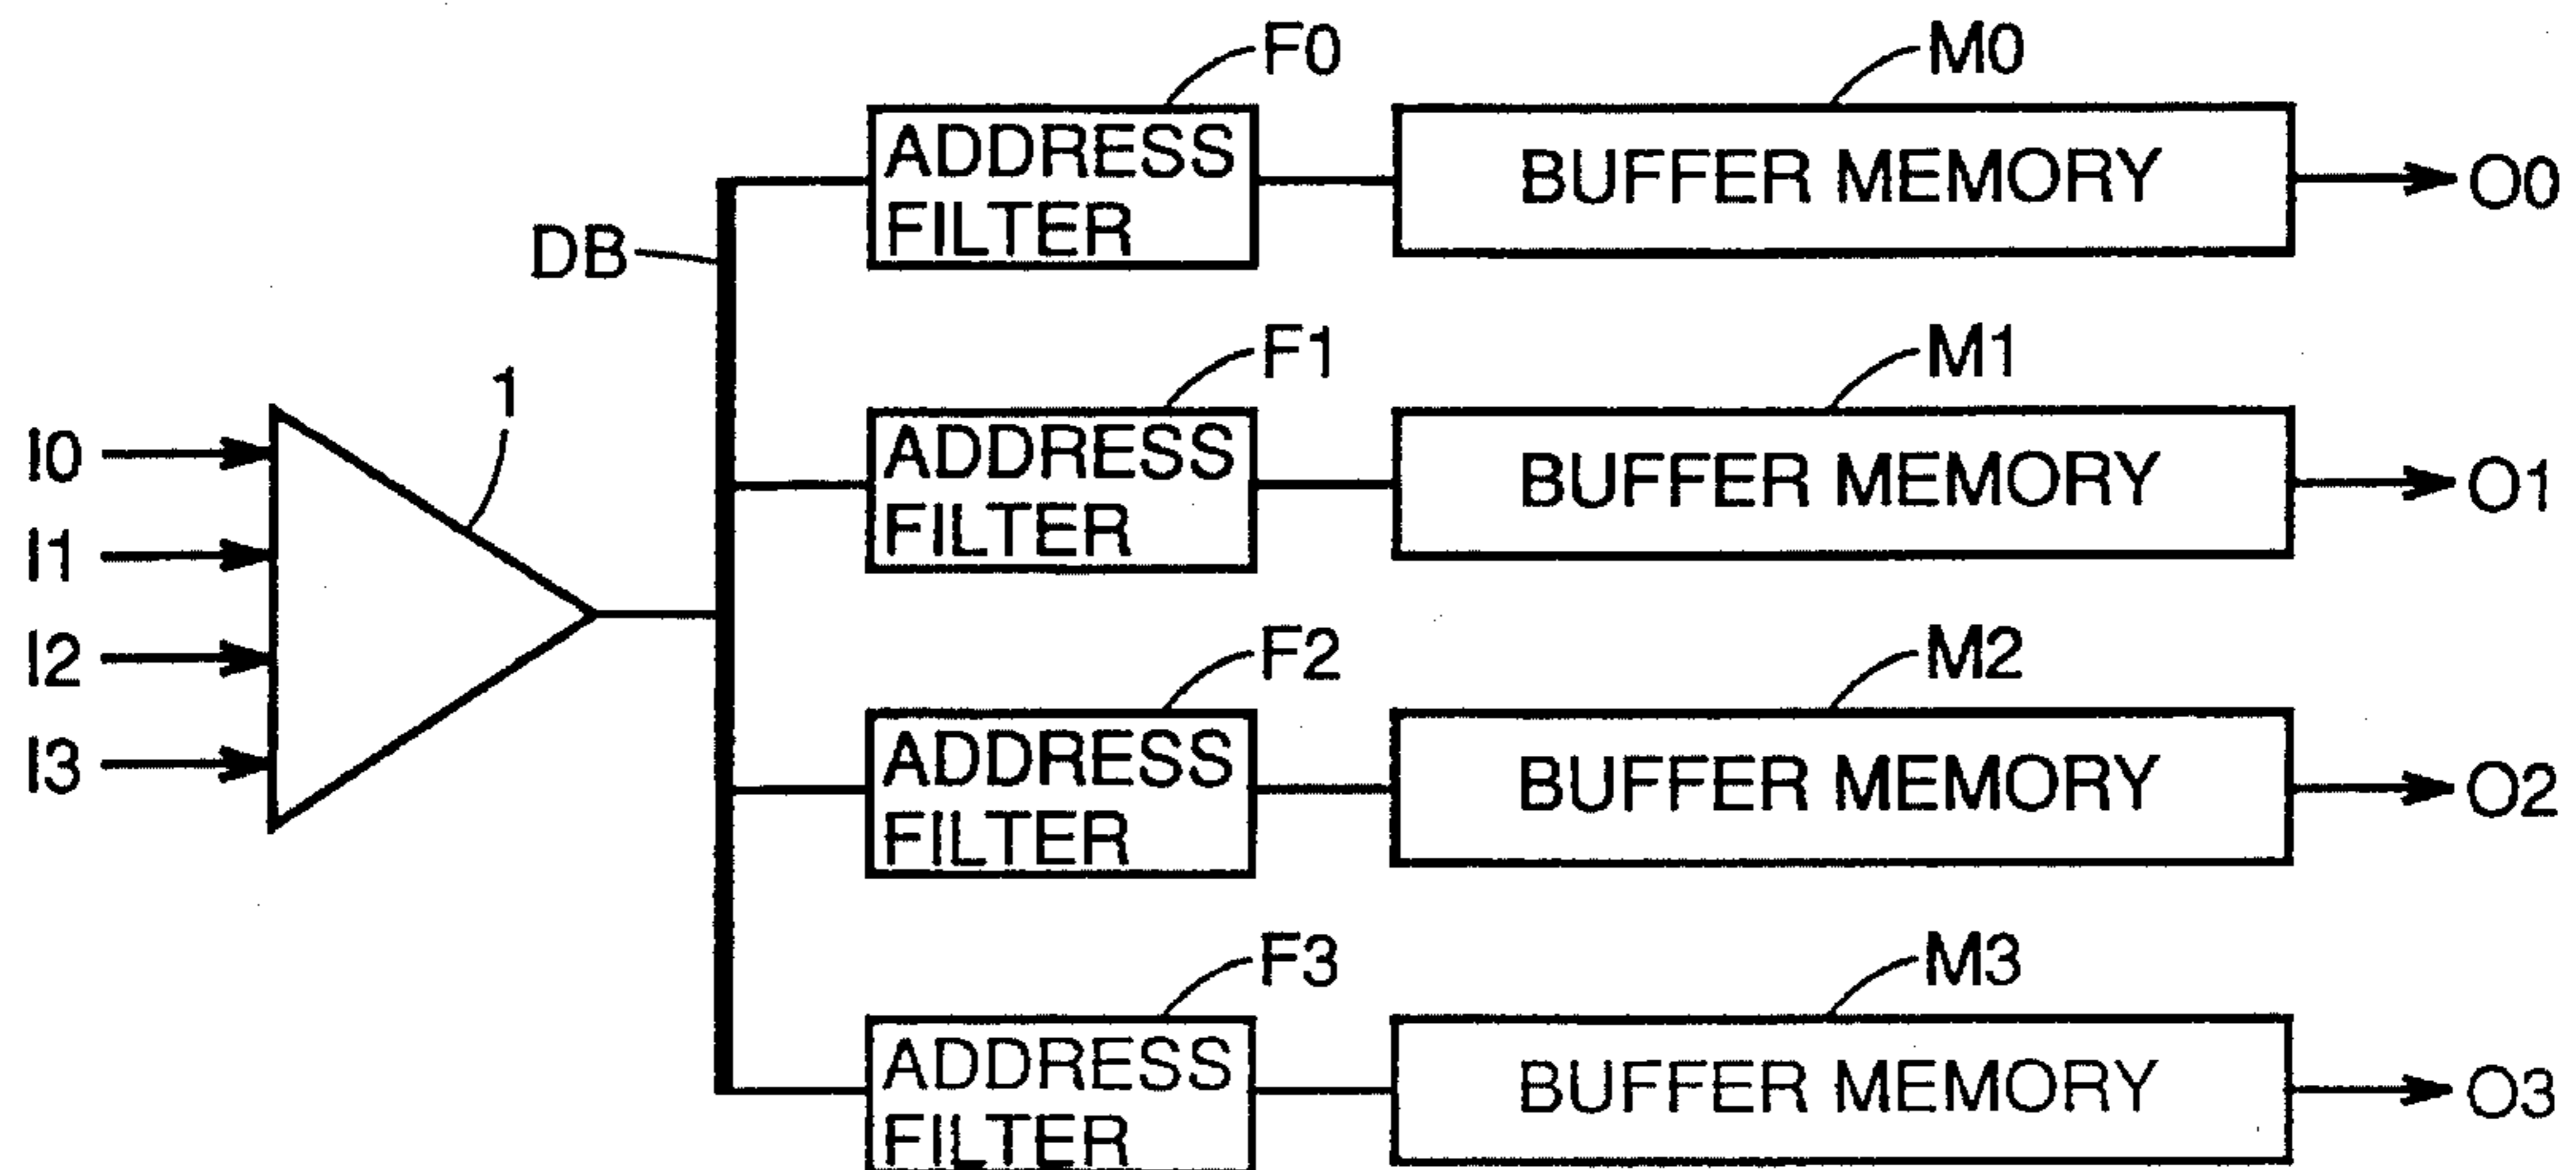 F0
M0
ADDRESS
FILTER
BUFFER MEMORY
O0
DB
F1
M1
1
ADDRESS
FILTER
BUFFER MEMORY
O1
I0
I1
I2
I3
F2
M2
ADDRESS
FILTER
BUFFER MEMORY
O2
F3
M3
ADDRESS
FILTER
BUFFER MEMORY
O3